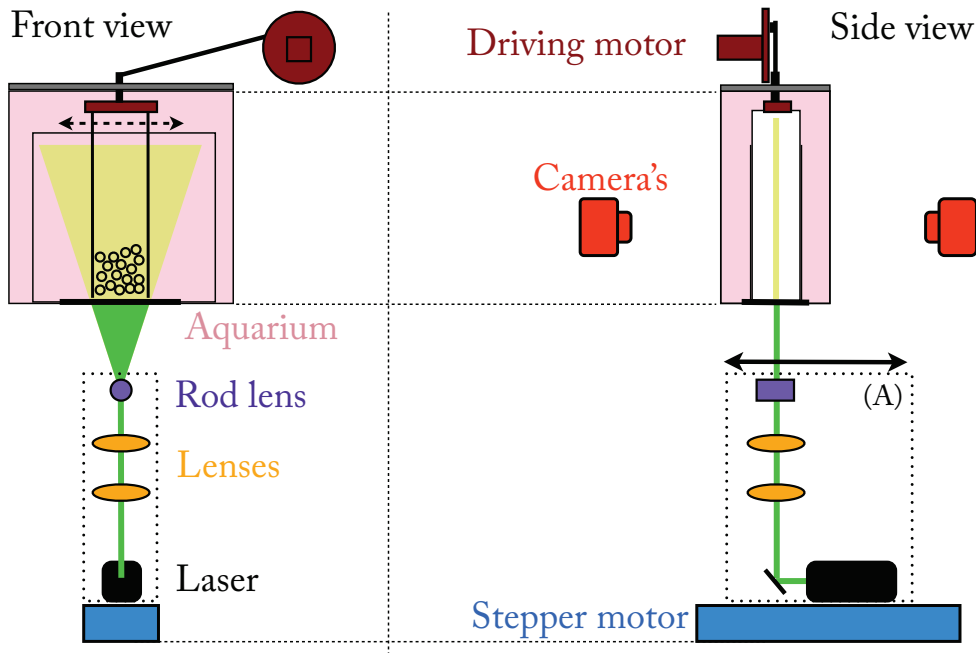 Front view
Driving motor
Side view
Camera's
Aquarium
Rod lens
(A)
Lenses
Laser
Stepper motor